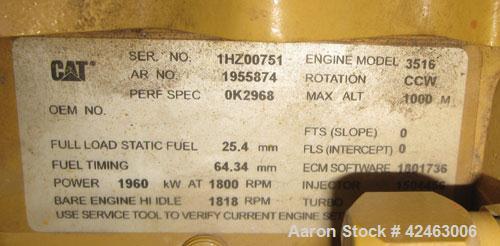 CAT
SER. NO. 1HZ00751 ENGINE MODEL 3516
AR NO. 1955874 ROTATION CCW
PERF SPEC 0K2968 MAX ALT 1000 M
OEM NO.
FTS (SLOPE) 0
FULL LOAD STATIC FUEL 25.4 mm FLS (INTERCEPT) 0
FUEL TIMING 64.34 mm ECM SOFTWARE 1801736
POWER 1960 kW AT 1800 RPM INJECTOR
BARE ENGINE HI IDLE 1818 RPM TURBO
USE SERVICE TOOL TO VERIFY CURRENT ENGINE
Aaron Stock # 42463006